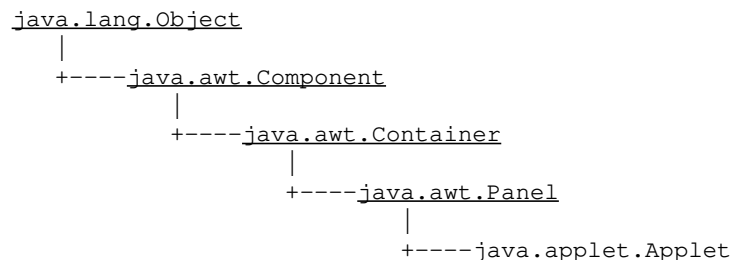 java.lang.Object
|
+----java.awt.Component
|
+----java.awt.Container
|
+----java.awt.Panel
|
+----java.applet.Applet